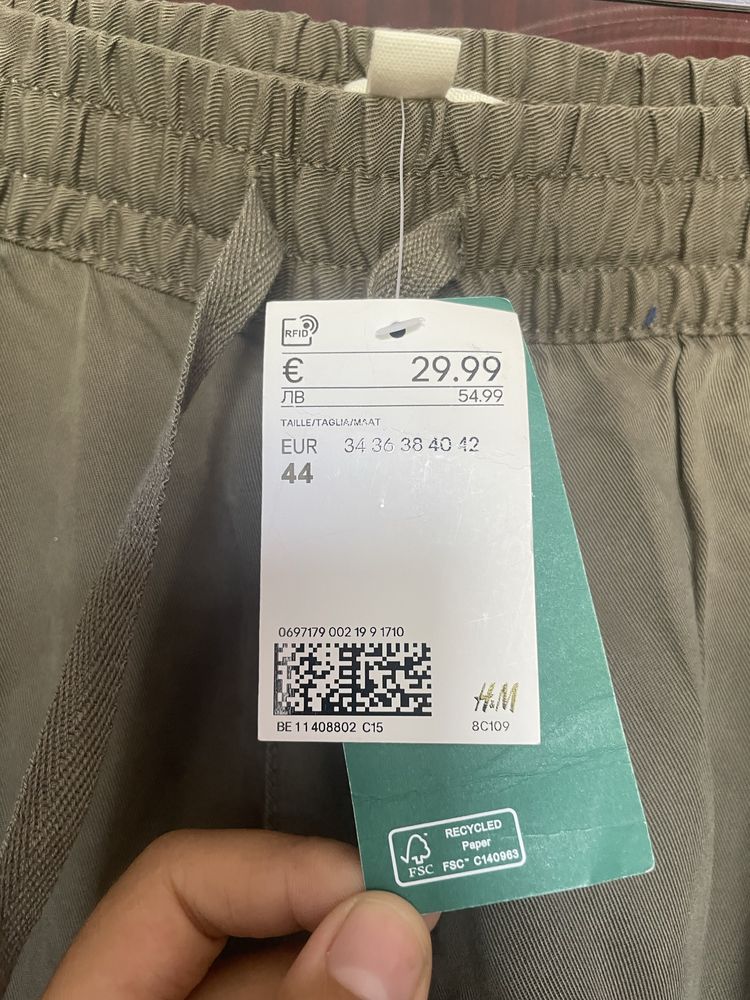 RFID
€ 29.99
ЛВ 54.99
TAILLE/TAGLIA/MAAT
EUR 34 36 38 40 42
44
0697179 002 19 9 1710
H&M
BE 11408802 C15 8C109
RECYCLED
Paper
FSC™ C140963
FSC